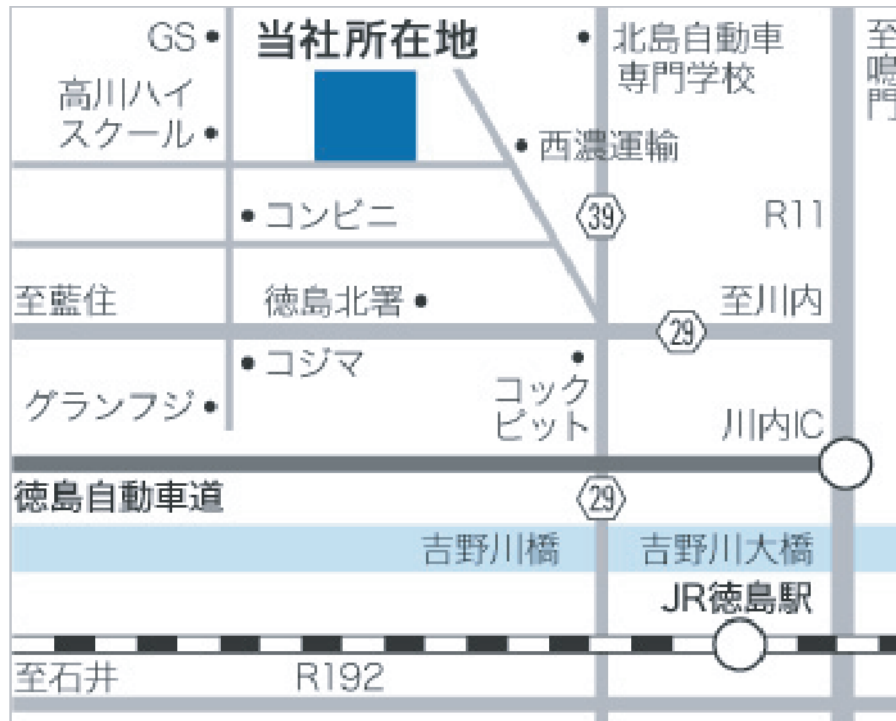 GS
当社所在地
北島自動車
専門学校
至鳴門
高川ハイ
スクール
西濃運輸
コンビニ
39
R11
至藍住
徳島北署
至川内
29
コジマ
コック
ピット
グランフジ
川内IC
徳島自動車道
29
吉野川橋
吉野川大橋
JR徳島駅
至石井
R192